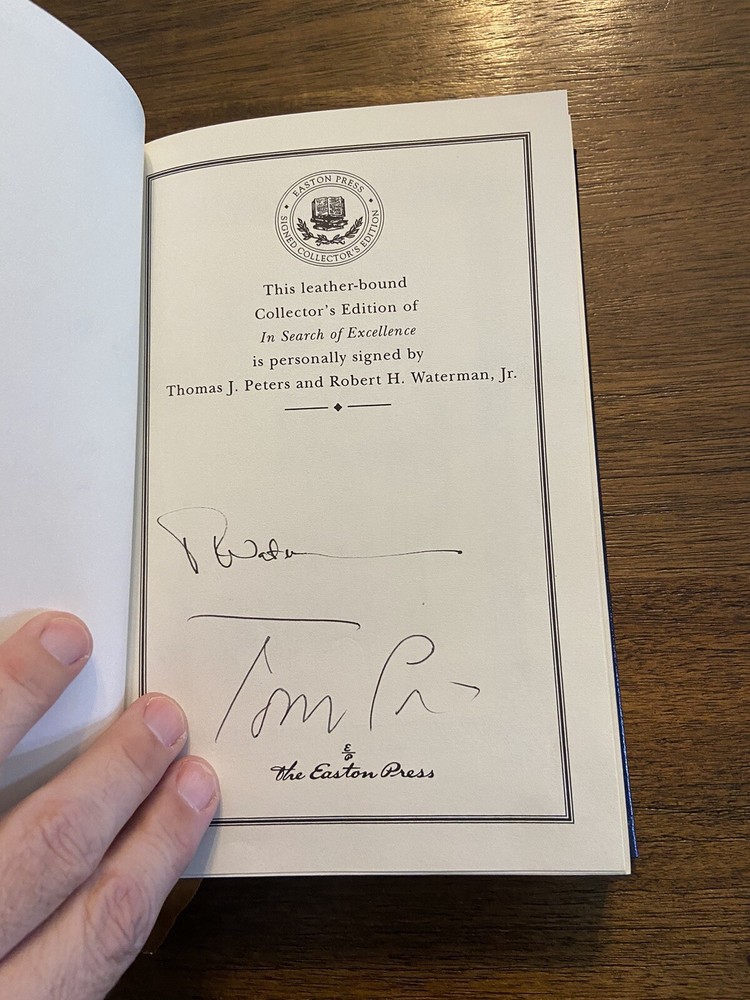 EASTON PRESS
SIGNED COLLECTOR'S EDITION
This leather-bound
Collector's Edition of
In Search of Excellence
is personally signed by
Thomas J. Peters and Robert H. Waterman, Jr.
Tom
The Easton Press